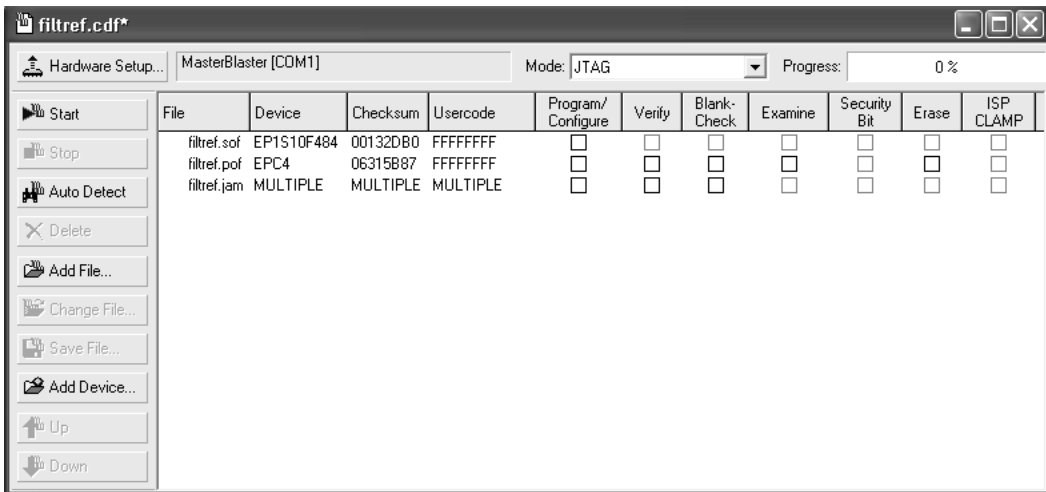 filtref.cdf*
Hardware Setup... MasterBlaster [COM1] Mode: JTAG Progress: 0 %
Start
Stop
Auto Detect
Delete
Add File...
Change File...
Save File...
Add Device...
Up
Down
File Device Checksum Usercode Program/ Configure Verify Blank- Check Examine Security Bit Erase ISP CLAMP
filtref.sof EP1S10F484 00132DB0 FFFFFFFF
filtref.pof EPC4 06315B87 FFFFFFFF
filtref.jam MULTIPLE MULTIPLE MULTIPLE